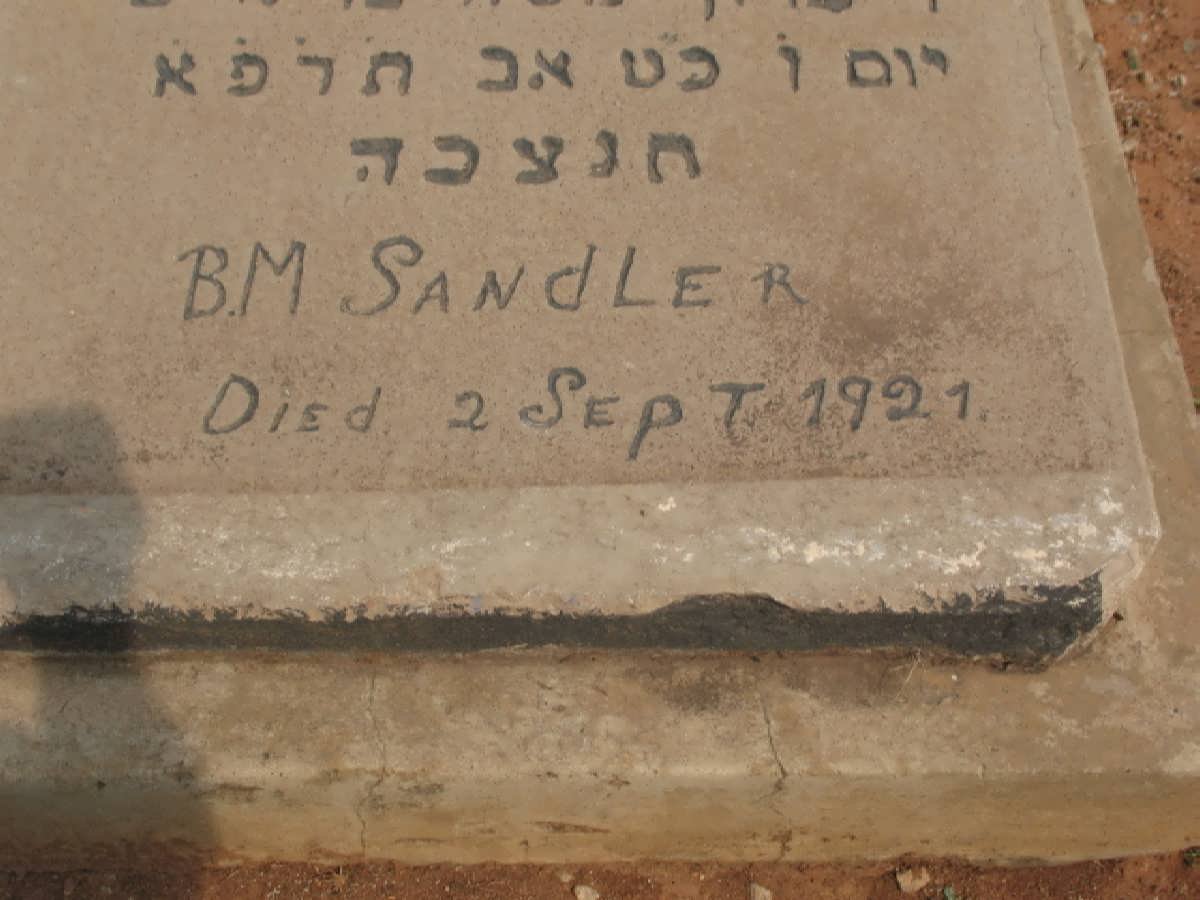 יום ו כט אב תרפא
תנצבה
B.M SANDLER
DIED 2 SEPT 1921.